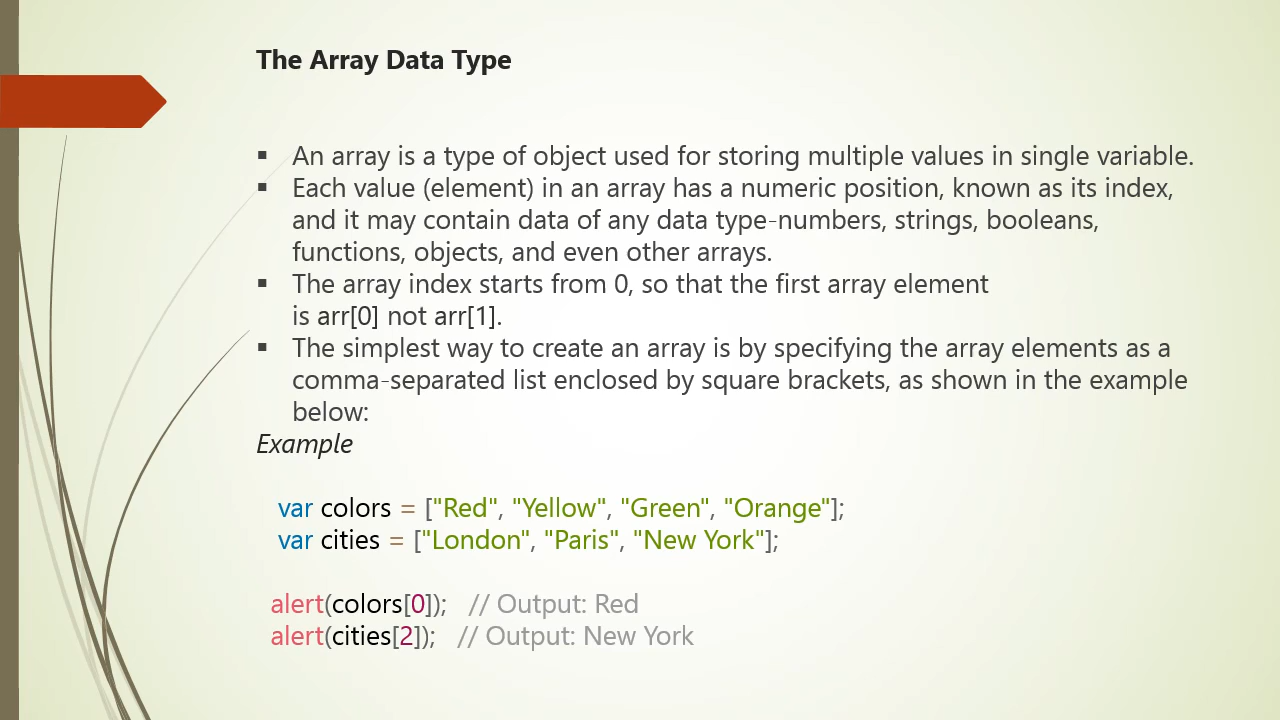 The Array Data Type
▪ An array is a type of object used for storing multiple values in single variable.
▪ Each value (element) in an array has a numeric position, known as its index,
and it may contain data of any data type-numbers, strings, booleans,
functions, objects, and even other arrays.
▪ The array index starts from 0, so that the first array element
is arr[0] not arr[1].
▪ The simplest way to create an array is by specifying the array elements as a
comma-separated list enclosed by square brackets, as shown in the example
below:
Example
var colors = ["Red", "Yellow", "Green", "Orange"];
var cities = ["London", "Paris", "New York"];
alert(colors[0]); // Output: Red
alert(cities[2]); // Output: New York